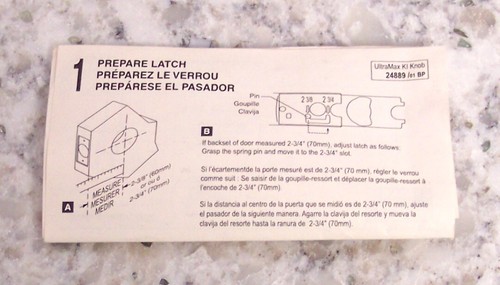 1
PREPARE LATCH
PRÉPAREZ LE VERROU
PREPÁRESE EL PASADOR
UltraMax KI Knob
24889 /01 BP
Pin
Goupille
Clavija
2 3/8 2 3/4
B
If backset of door measured 2-3/4" (70mm), adjust latch as follows:
Grasp the spring pin and move it to the 2-3/4" slot.
Si l'écartementde la porte mesuré est de 2-3/4" (70 mm), régler le verrou
comme suit : Se saisir de la goupille-ressort et déplacer la goupille-ressort à
l'encoche de 2-3/4" (70 mm).
Si la distancia al centro de la puerta que se midió es de 2-3/4" (70 mm), ajuste
el pasador de la siguiente manera. Agarre la clavija del resorte y mueva la
clavija del resorte hasta la ranura de 2-3/4" (70 mm).
A
MEASURE
MESURER
MEDIR
2-3/8" (60mm)
or ou ó
2-3/4" (70mm)